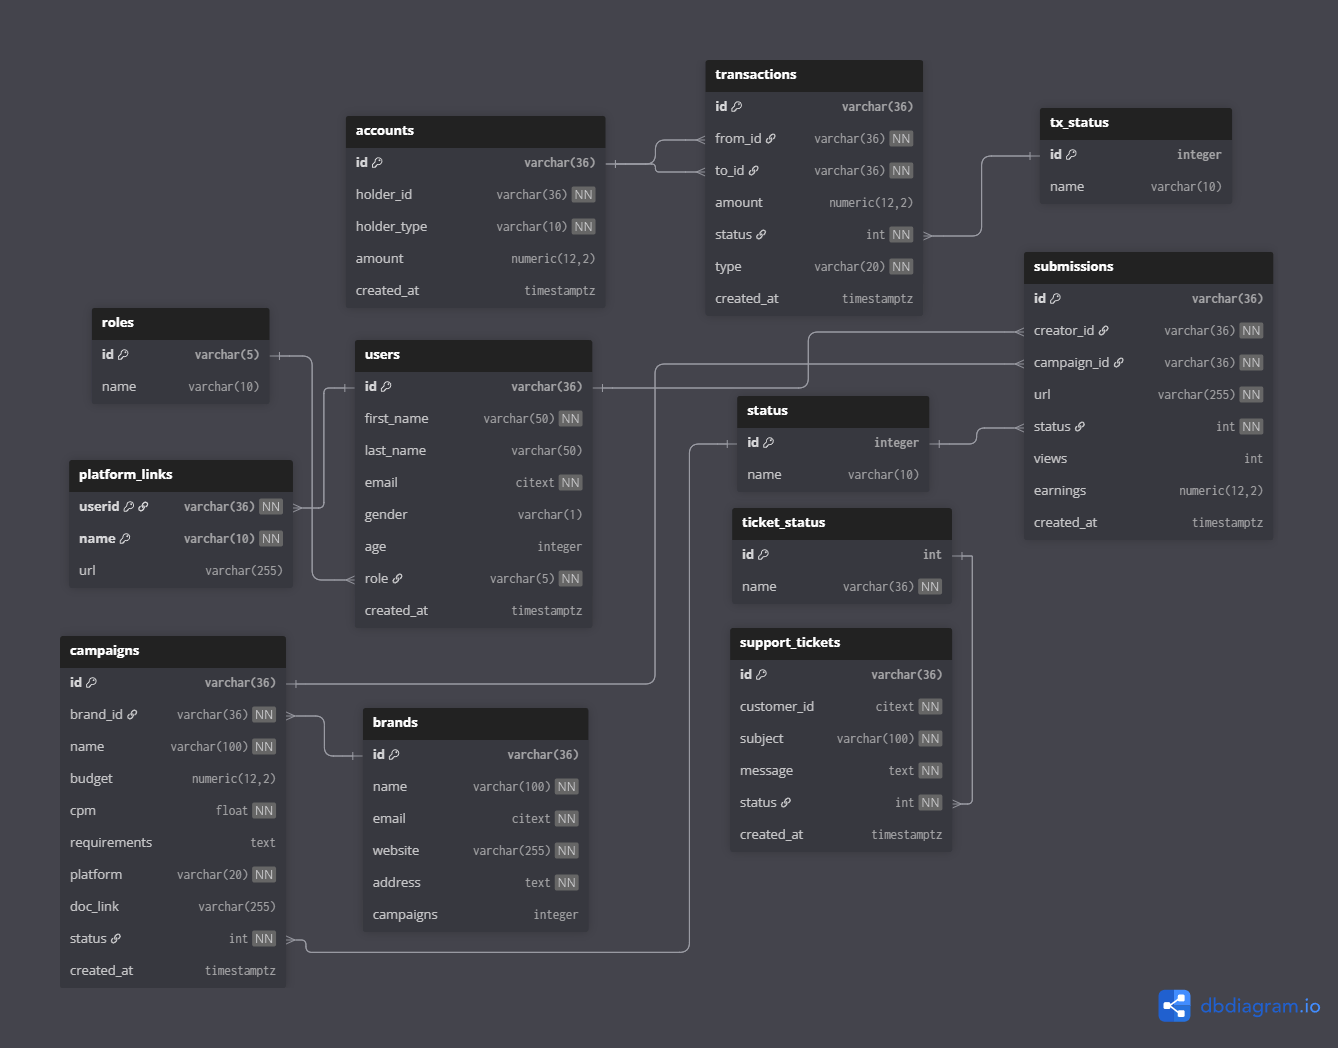 transactions
id varchar(36)
from_id varchar(36) NN
to_id varchar(36) NN
amount numeric(12,2)
status int NN
type varchar(20) NN
created_at timestamptz
accounts
id varchar(36)
holder_id varchar(36) NN
holder_type varchar(10) NN
amount numeric(12,2)
created_at timestamptz
tx_status
id integer
name varchar(10)
submissions
id varchar(36)
creator_id varchar(36) NN
campaign_id varchar(36) NN
url varchar(255) NN
status int NN
views int
earnings numeric(12,2)
created_at timestamptz
roles
id varchar(5)
name varchar(10)
users
id varchar(36)
first_name varchar(50) NN
last_name varchar(50)
email citext NN
gender varchar(1)
age integer
role varchar(5) NN
created_at timestamptz
status
id integer
name varchar(10)
platform_links
userid varchar(36) NN
name varchar(10) NN
url varchar(255)
ticket_status
id int
name varchar(36) NN
support_tickets
id varchar(36)
customer_id citext NN
subject varchar(100) NN
message text NN
status int NN
created_at timestamptz
campaigns
id varchar(36)
brand_id varchar(36) NN
name varchar(100) NN
budget numeric(12,2)
cpm float NN
requirements text
platform varchar(20) NN
doc_link varchar(255)
status int NN
created_at timestamptz
brands
id varchar(36)
name varchar(100) NN
email citext NN
website varchar(255) NN
address text NN
campaigns integer
dbdiagram.io